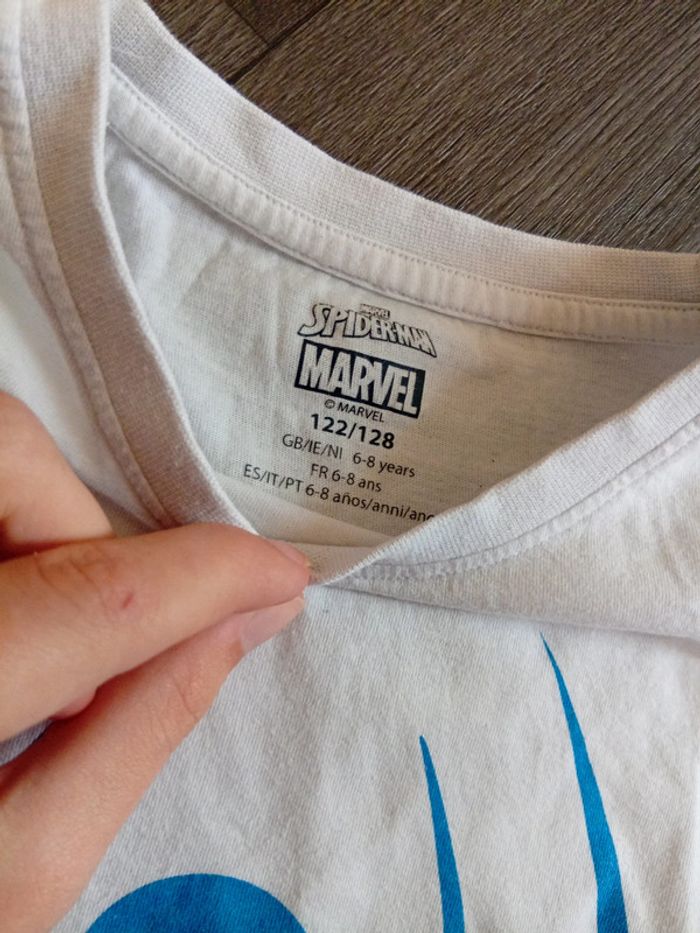 MARVEL
SPIDER-MAN
MARVEL
© MARVEL
122/128
GB/IE/NI 6-8 years
FR 6-8 ans
ES/IT/PT 6-8 años/anni/